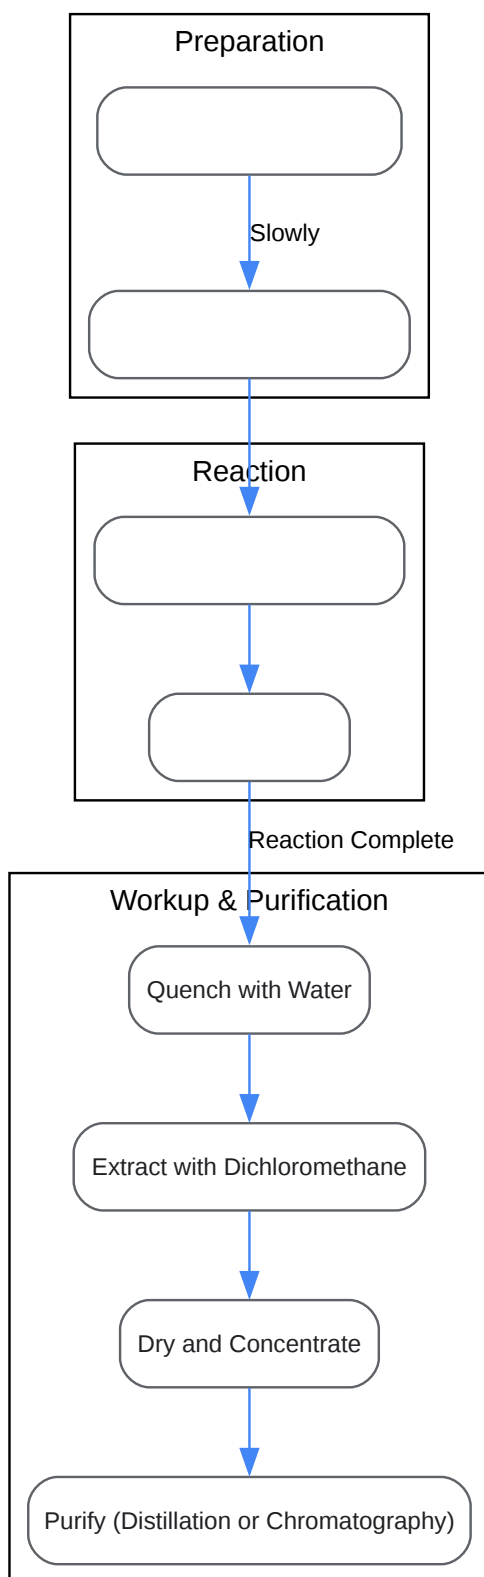 Preparation
Slowly
Reaction
Reaction Complete
Workup & Purification
Quench with Water
Extract with Dichloromethane
Dry and Concentrate
Purify (Distillation or Chromatography)